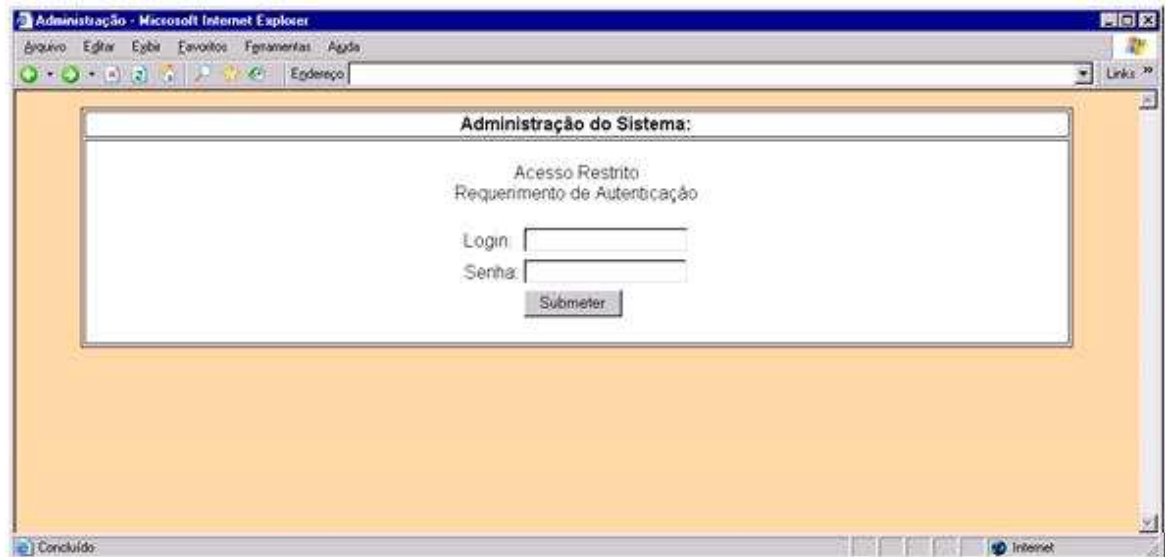 Administração - Microsoft Internet Explorer
Arquivo Editar Exibir Favoritos Ferramentas Ajuda
Endereço Links »
Administração do Sistema:
Acesso Restrito
Requerimento de Autenticação
Login:
Senha:
Submeter
Concluído Internet